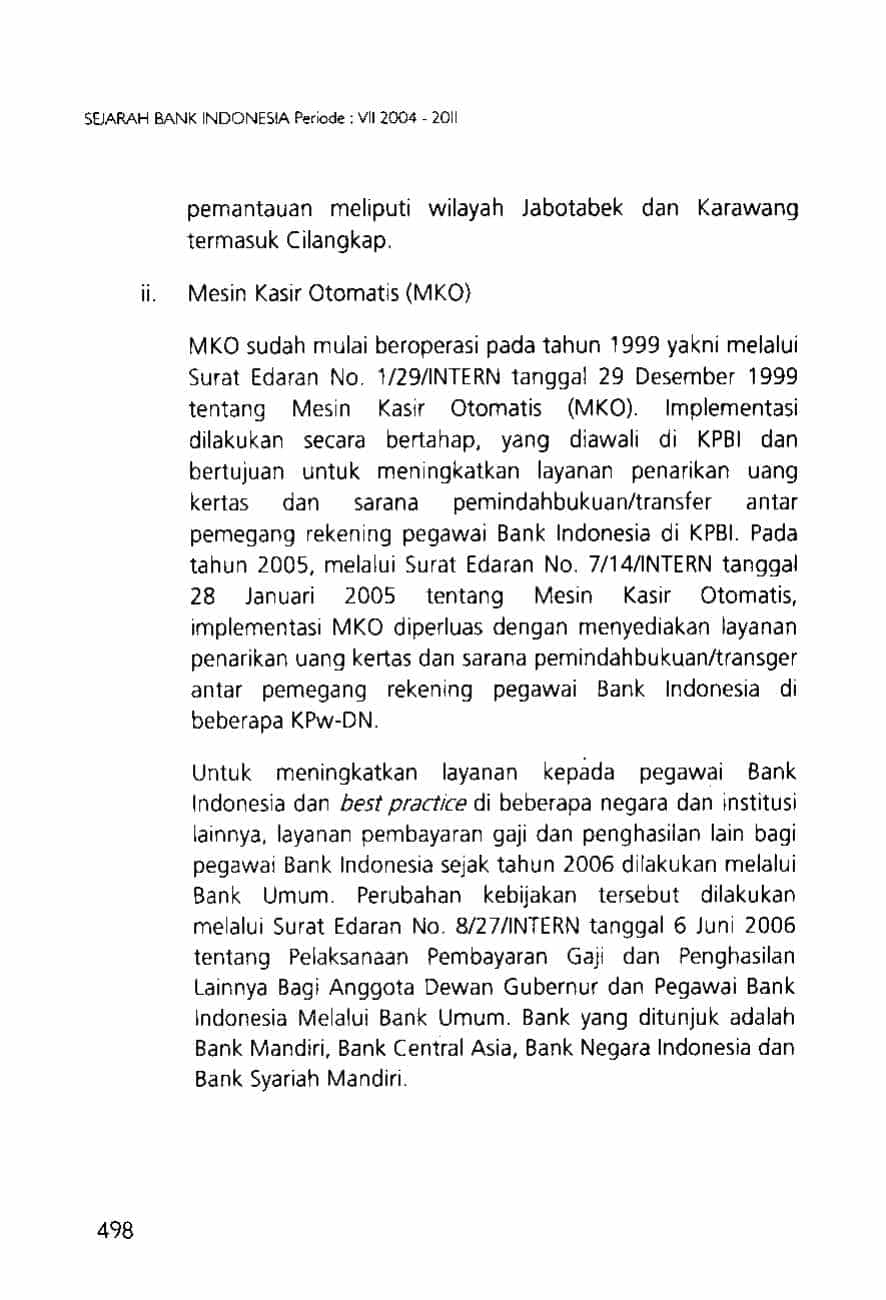 SEJARAH BANK INDONESIA Periode : VII 2004 - 2011
pemantauan meliputi wilayah Jabotabek dan Karawang
termasuk Cilangkap.
ii. Mesin Kasir Otomatis (MKO)
MKO sudah mulai beroperasi pada tahun 1999 yakni melalui
Surat Edaran No. 1/29/INTERN tanggal 29 Desember 1999
tentang Mesin Kasir Otomatis (MKO). Implementasi
dilakukan secara bertahap, yang diawali di KPBI dan
bertujuan untuk meningkatkan layanan penarikan uang
kertas dan sarana pemindahbukuan/transfer antar
pemegang rekening pegawai Bank Indonesia di KPBI. Pada
tahun 2005, melalui Surat Edaran No. 7/14/INTERN tanggal
28 Januari 2005 tentang Mesin Kasir Otomatis,
implementasi MKO diperluas dengan menyediakan layanan
penarikan uang kertas dan sarana pemindahbukuan/transger
antar pemegang rekening pegawai Bank Indonesia di
beberapa KPw-DN.
Untuk meningkatkan layanan kepada pegawai Bank
Indonesia dan best practice di beberapa negara dan institusi
lainnya, layanan pembayaran gaji dan penghasilan lain bagi
pegawai Bank Indonesia sejak tahun 2006 dilakukan melalui
Bank Umum. Perubahan kebijakan tersebut dilakukan
melalui Surat Edaran No. 8/27/INTERN tanggal 6 Juni 2006
tentang Pelaksanaan Pembayaran Gaji dan Penghasilan
Lainnya Bagi Anggota Dewan Gubernur dan Pegawai Bank
Indonesia Melalui Bank Umum. Bank yang ditunjuk adalah
Bank Mandiri, Bank Central Asia, Bank Negara Indonesia dan
Bank Syariah Mandiri.
498